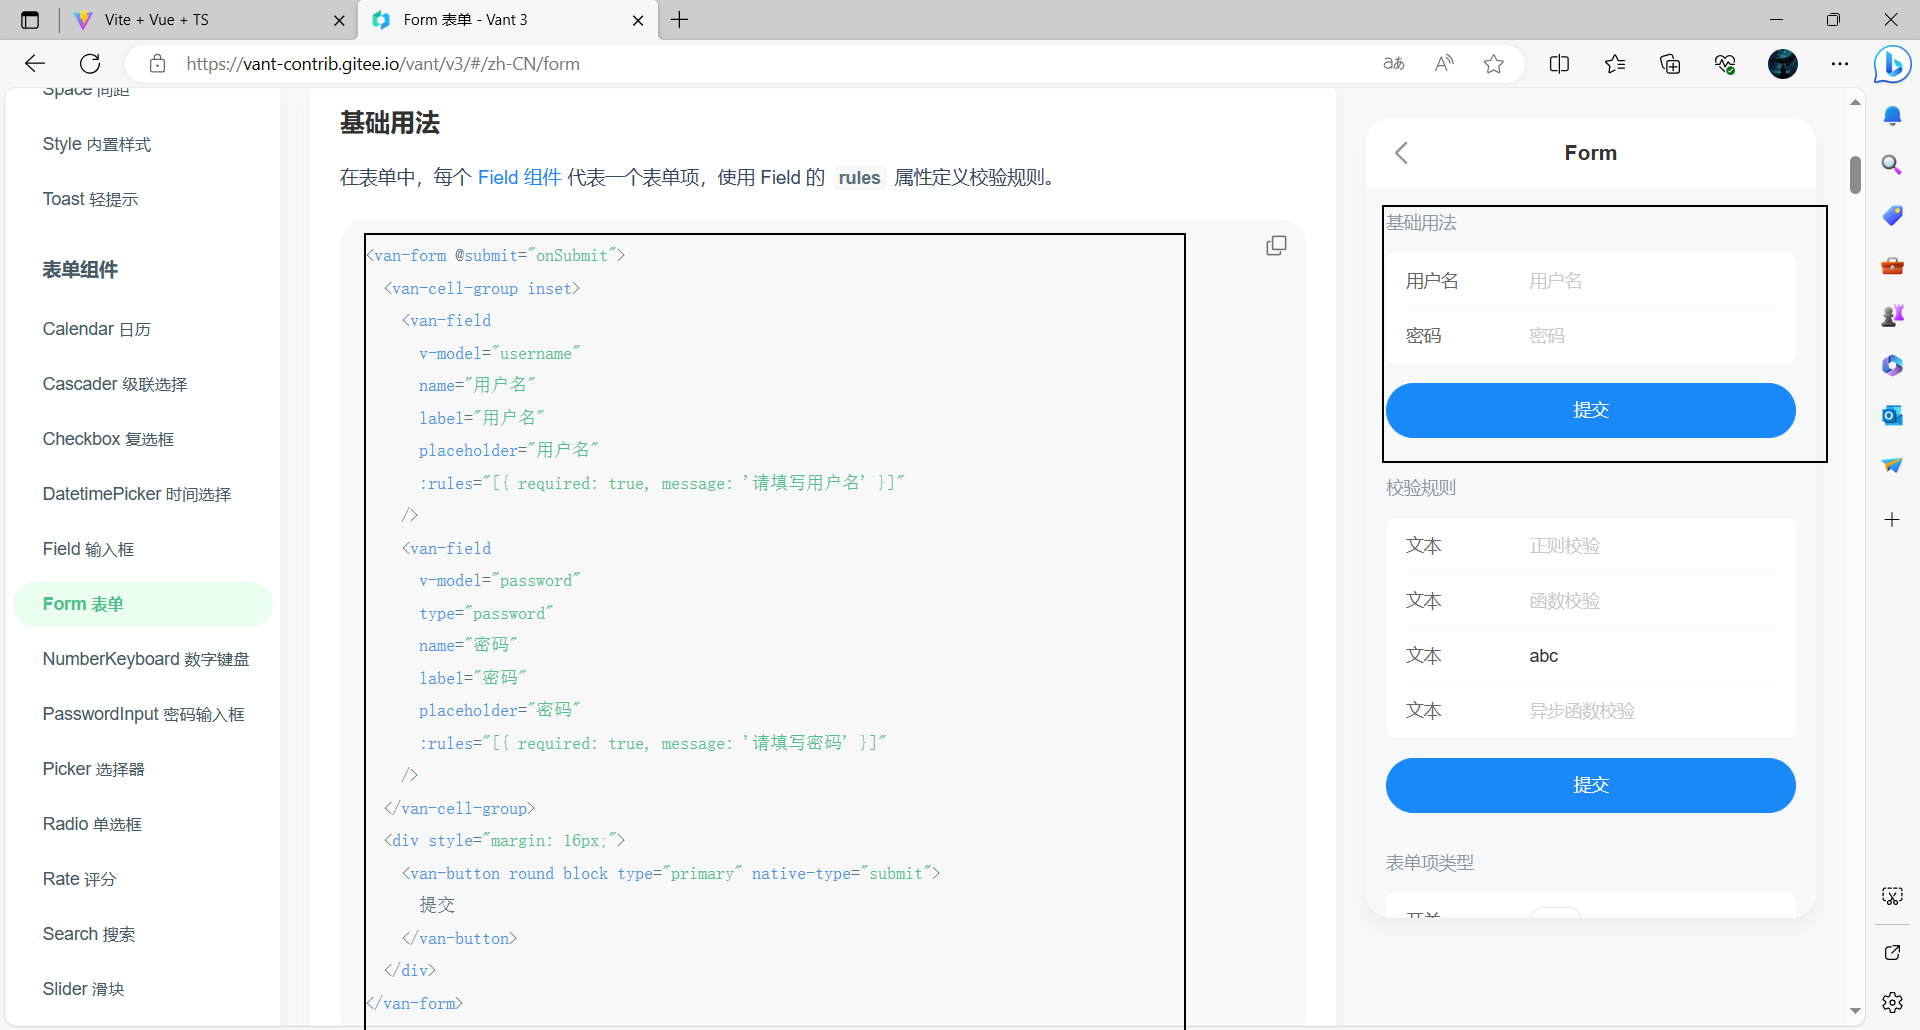 Vite + Vue + TS
Form 表单 - Vant 3
https://vant-contrib.gitee.io/vant/v3/#/zh-CN/form
Space 间距
Style 内置样式
Toast 轻提示
表单组件
Calendar 日历
Cascader 级联选择
Checkbox 复选框
DatetimePicker 时间选择
Field 输入框
Form 表单
NumberKeyboard 数字键盘
PasswordInput 密码输入框
Picker 选择器
Radio 单选框
Rate 评分
Search 搜索
Slider 滑块
基础用法
在表单中，每个 Field 组件 代表一个表单项，使用 Field 的 rules 属性定义校验规则。
<van-form @submit="onSubmit">
<van-cell-group inset>
<van-field
v-model="username"
name="用户名"
label="用户名"
placeholder="用户名"
:rules="[{ required: true, message: '请填写用户名' }]"
/>
<van-field
v-model="password"
type="password"
name="密码"
label="密码"
placeholder="密码"
:rules="[{ required: true, message: '请填写密码' }]"
/>
</van-cell-group>
<div style="margin: 16px;">
<van-button round block type="primary" native-type="submit">
提交
</van-button>
</div>
</van-form>
Form
基础用法
用户名 用户名
密码 密码
提交
校验规则
文本 正则校验
文本 函数校验
文本 abc
文本 异步函数校验
提交
表单项类型